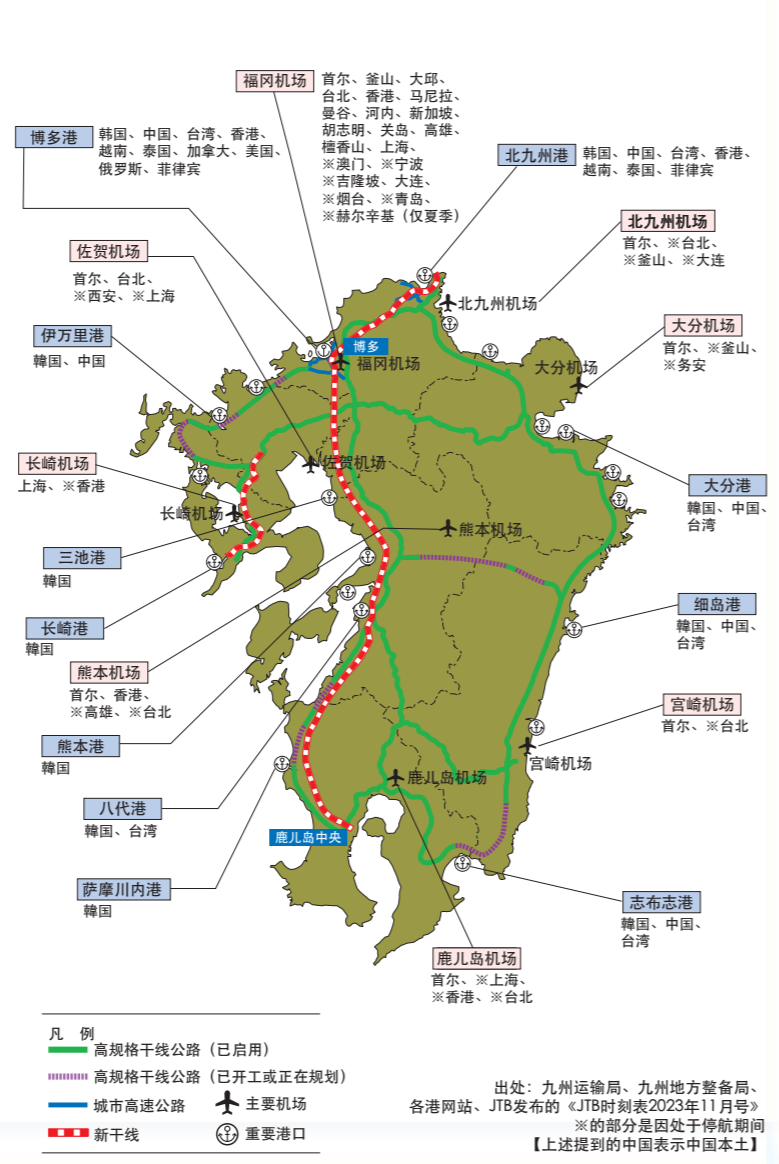 福冈机场
首尔、釜山、大邱、
台北、香港、马尼拉、
曼谷、河内、新加坡、
胡志明、关岛、高雄、
檀香山、上海、
※澳门、※宁波
※吉隆坡、大连、
※烟台、※青岛、
※赫尔辛基（仅夏季）
博多港
韩国、中国、台湾、香港、
越南、泰国、加拿大、美国、
俄罗斯、菲律宾
北九州港
韩国、中国、台湾、香港、
越南、泰国、菲律宾
北九州机场
首尔、※台北、
※釜山、※大连
佐贺机场
首尔、台北、
※西安、※上海
伊万里港
韓国、中国
大分机场
首尔、※釜山、
※务安
北九州机场
博多
福冈机场
大分机场
长崎机场
上海、※香港
佐贺机场
长崎机场
大分港
韓国、中国、
台湾
熊本机场
三池港
韓国
长崎港
韓国
细岛港
韓国、中国、
台湾
熊本机场
首尔、香港、
※高雄、※台北
宫崎机场
首尔、※台北
熊本港
韓国
宫崎机场
鹿儿岛机场
八代港
韓国、台湾
鹿儿岛中央
萨摩川内港
韓国
志布志港
韓国、中国、
台湾
鹿儿岛机场
首尔、※上海、
※香港、※台北
凡 例
高规格干线公路（已启用）
高规格干线公路（已开工或正在规划）
城市高速公路
主要机场
新干线
重要港口
出处：九州运输局、九州地方整备局、
各港网站、JTB发布的《JTB时刻表2023年11月号》
※的部分是因处于停航期间
【上述提到的中国表示中国本土】